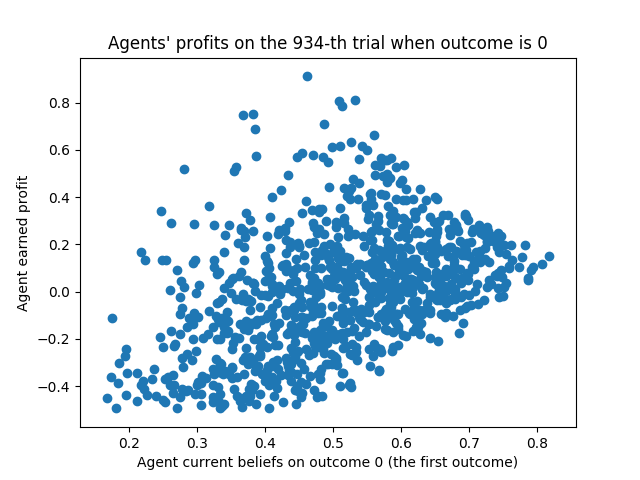 Agents' profits on the 934-th trial when outcome is 0
Agent earned profit
0.8
0.6
0.4
0.2
0.0
−0.2
−0.4
0.2 0.3 0.4 0.5 0.6 0.7 0.8
Agent current beliefs on outcome 0 (the first outcome)